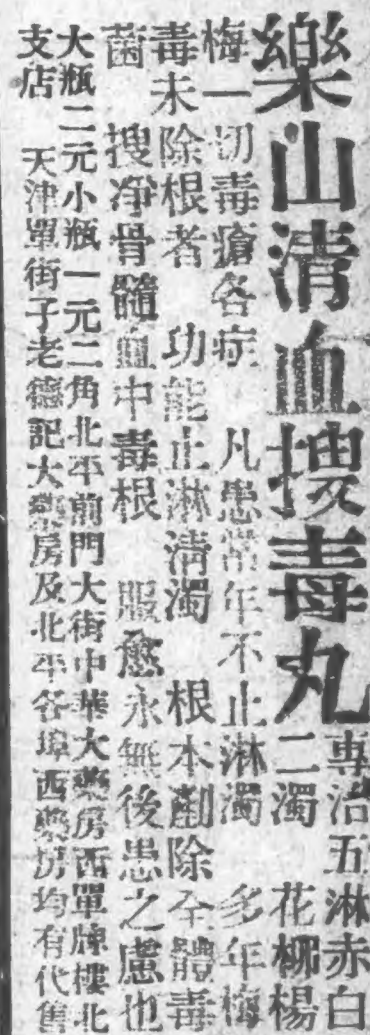 樂山清血搜毒丸
專治五淋赤白
二濁　花柳楊
梅一切毒瘡各症　凡患常年不止淋濁　多年梅
毒未除根者　功能止淋清濁　根本剷除全體毒
菌　搜淨骨髓血中毒根　服愈永無後患之慮也
大瓶二元小瓶一元二角北平前門大街中華大藥房西單牌樓北
支店　天津單街子老德記大藥房及北平各埠西藥房均有代售